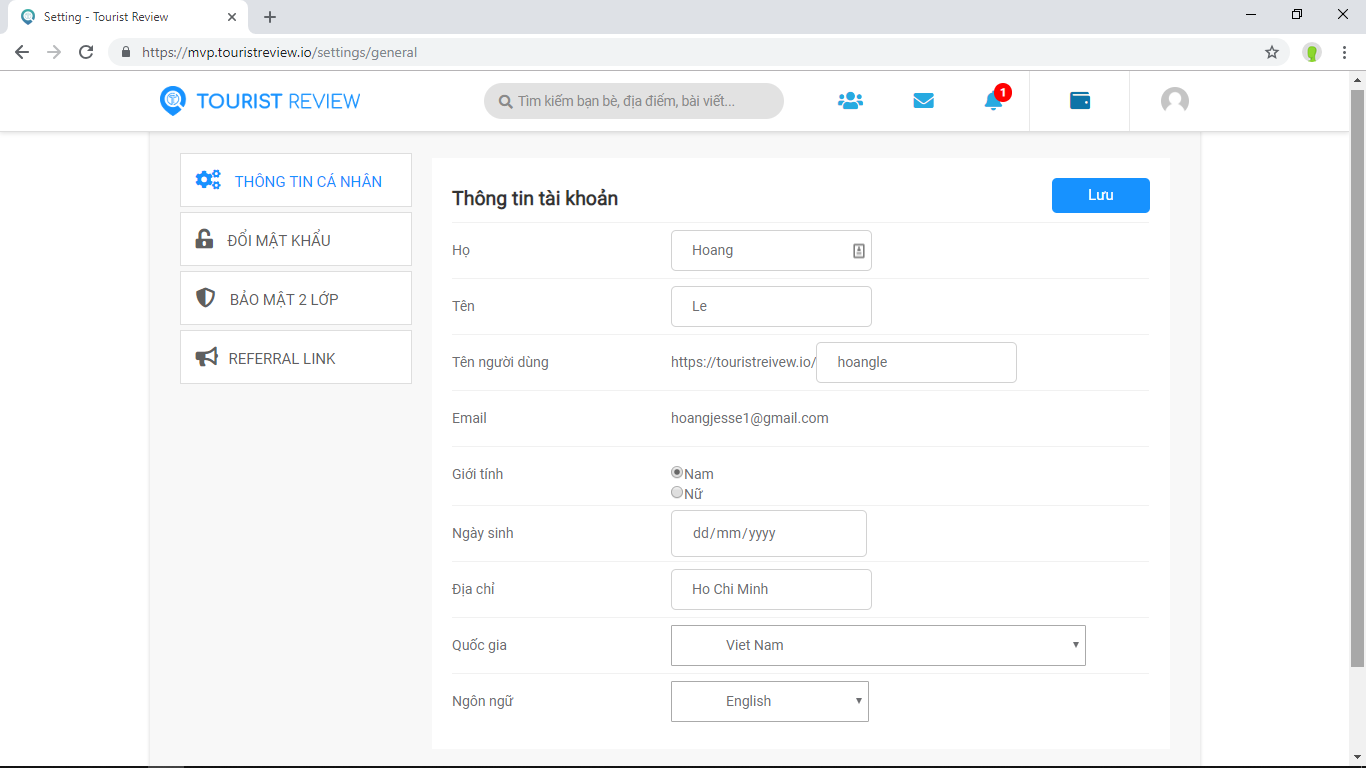 Setting - Tourist Review
https://mvp.touristreview.io/settings/general
TOURIST REVIEW
Tìm kiếm bạn bè, địa điểm, bài viết...
1
THÔNG TIN CÁ NHÂN
ĐỔI MẬT KHẨU
BẢO MẬT 2 LỚP
REFERRAL LINK
Thông tin tài khoản
Lưu
Họ
Hoang
Tên
Le
Tên người dùng
https://touristreivew.io/
hoangle
Email
hoangjesse1@gmail.com
Giới tính
Nam
Nữ
Ngày sinh
dd/mm/yyyy
Địa chỉ
Ho Chi Minh
Quốc gia
Viet Nam
Ngôn ngữ
English